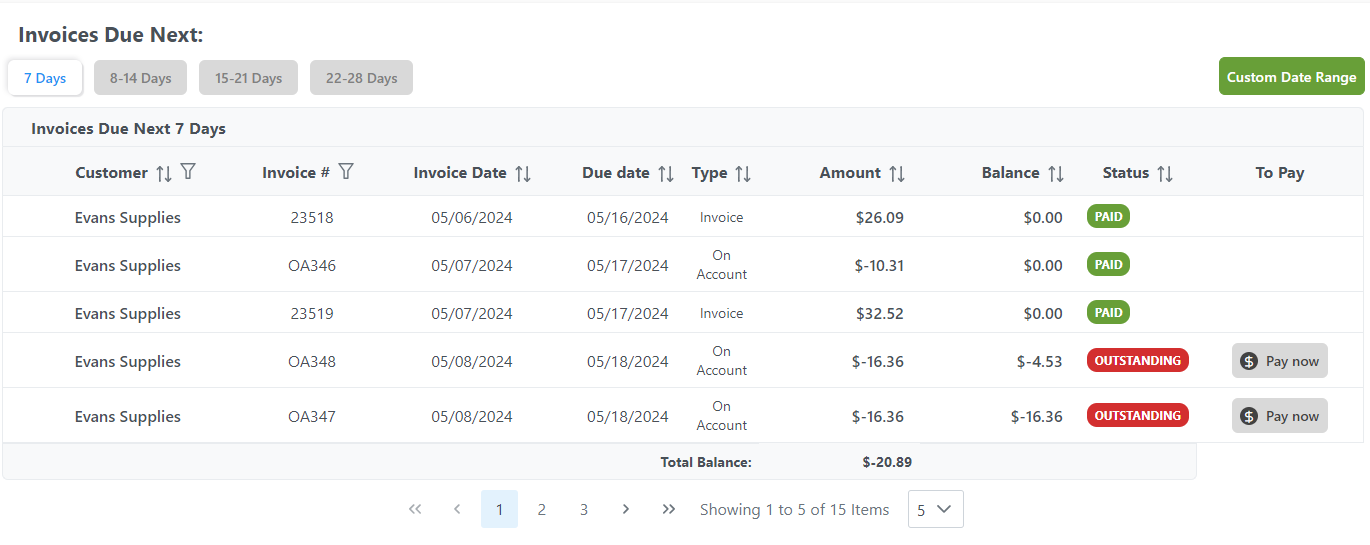 Invoices Due Next:
7 Days 8-14 Days 15-21 Days 22-28 Days Custom Date Range
Invoices Due Next 7 Days
Customer Invoice # Invoice Date Due date Type Amount Balance Status To Pay
Evans Supplies 23518 05/06/2024 05/16/2024 Invoice $26.09 $0.00 PAID
Evans Supplies OA346 05/07/2024 05/17/2024 On Account $-10.31 $0.00 PAID
Evans Supplies 23519 05/07/2024 05/17/2024 Invoice $32.52 $0.00 PAID
Evans Supplies OA348 05/08/2024 05/18/2024 On Account $-16.36 $-4.53 OUTSTANDING $ Pay now
Evans Supplies OA347 05/08/2024 05/18/2024 On Account $-16.36 $-16.36 OUTSTANDING $ Pay now
Total Balance: $-20.89
« ‹ 1 2 3 › » Showing 1 to 5 of 15 Items 5